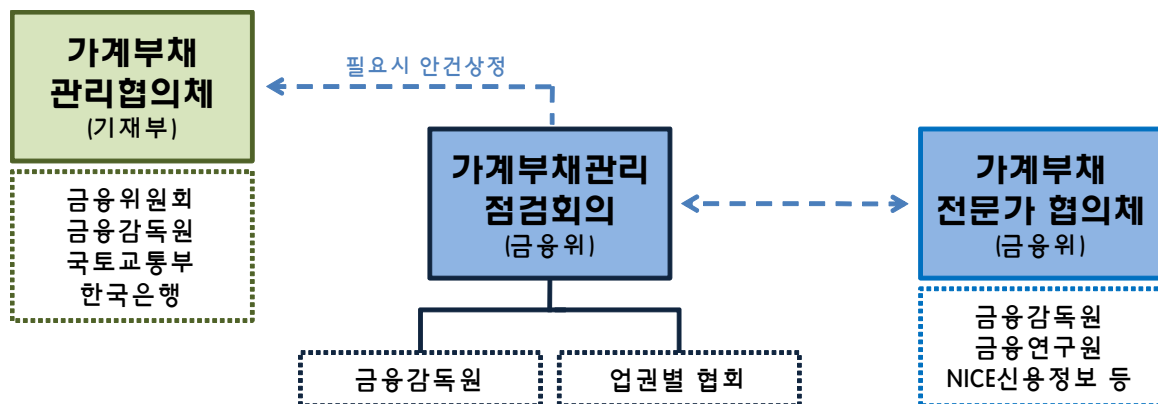 가계부채
관리협의체
(기재부)
금융위원회
금융감독원
국토교통부
한국은행
필요시 안건상정
가계부채관리
점검회의
(금융위)
금융감독원
업권별 협회
가계부채
전문가 협의체
(금융위)
금융감독원
금융연구원
NICE신용정보 등